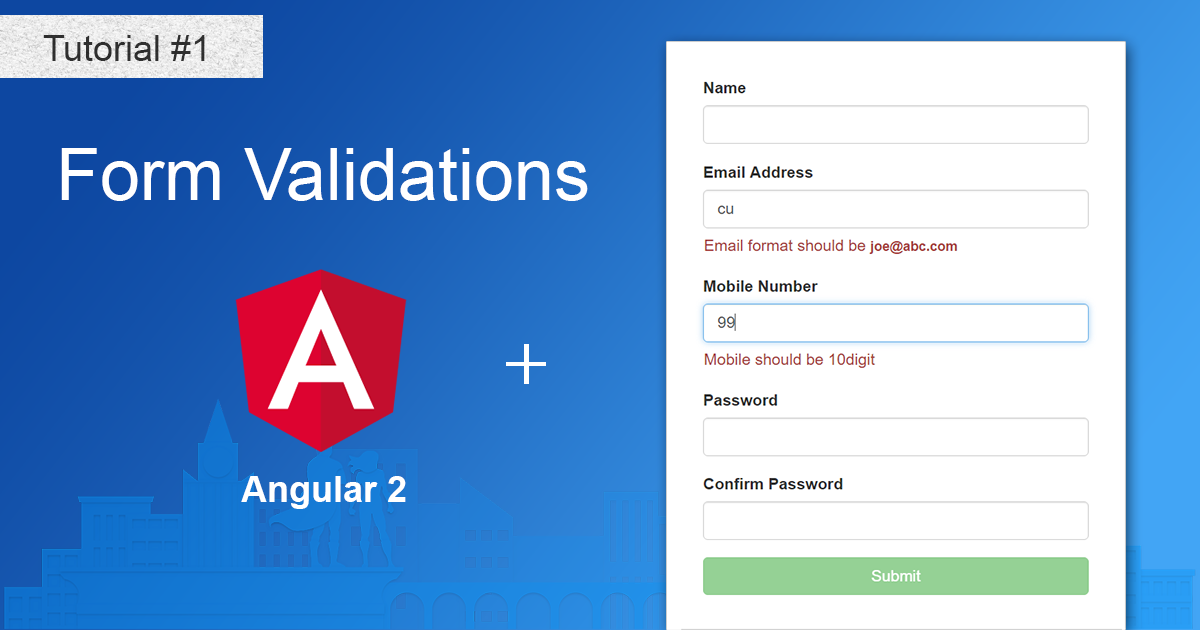 Tutorial #1
Form Validations
Angular 2
Name
Email Address
cu
Email format should be joe@abc.com
Mobile Number
99
Mobile should be 10digit
Password
Confirm Password
Submit